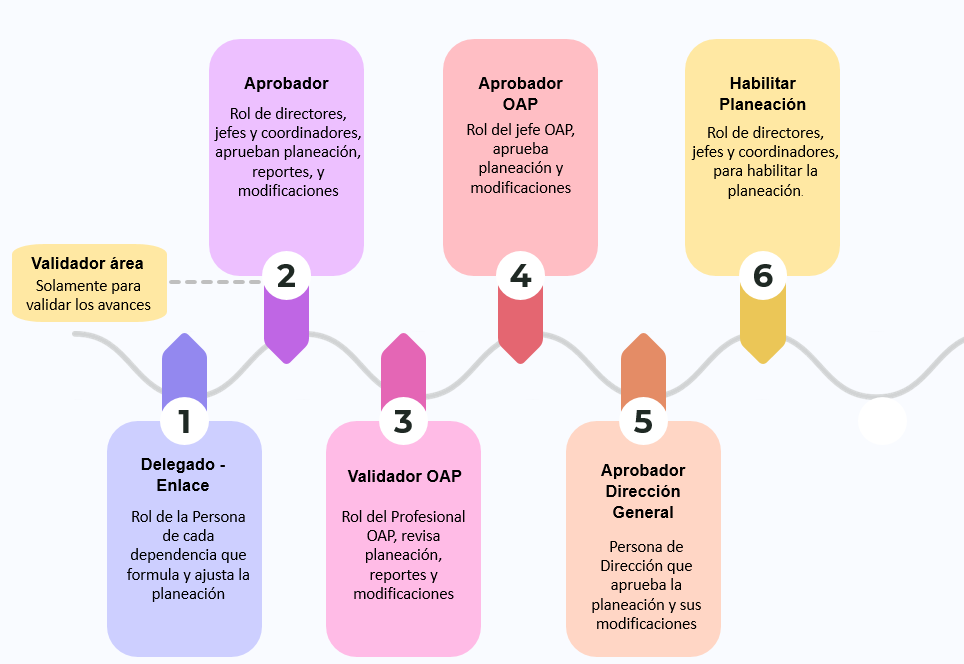 Validador área
Solamente para
validar los avances
1
Delegado -
Enlace
Rol de la Persona
de cada
dependencia que
formula y ajusta la
planeación
Aprobador
Rol de directores,
jefes y coordinadores,
aprueban planeación,
reportes, y
modificaciones
2
3
Validador OAP
Rol del Profesional
OAP, revisa
planeación,
reportes y
modificaciones
Aprobador
OAP
Rol del jefe OAP,
aprueba
planeación y
modificaciones
4
5
Aprobador
Dirección
General
Persona de
Dirección que
aprueba la
planeación y sus
modificaciones
Habilitar
Planeación
Rol de directores,
jefes y coordinadores,
para habilitar la
planeación.
6